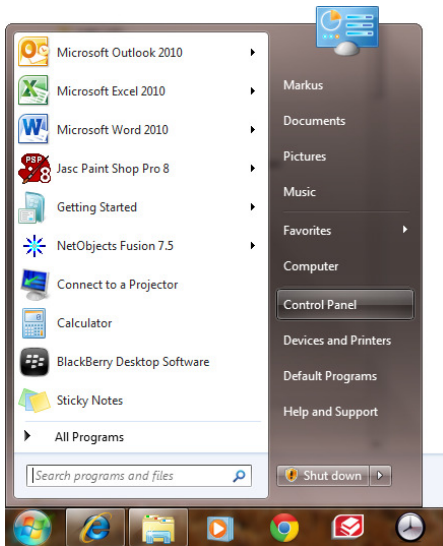 Microsoft Outlook 2010
Microsoft Excel 2010
Microsoft Word 2010
PSP
8
Jasc Paint Shop Pro 8
Getting Started
NetObjects Fusion 7.5
Connect to a Projector
Calculator
BlackBerry Desktop Software
Sticky Notes
All Programs
Search programs and files
Markus
Documents
Pictures
Music
Favorites
Computer
Control Panel
Devices and Printers
Default Programs
Help and Support
Shut down